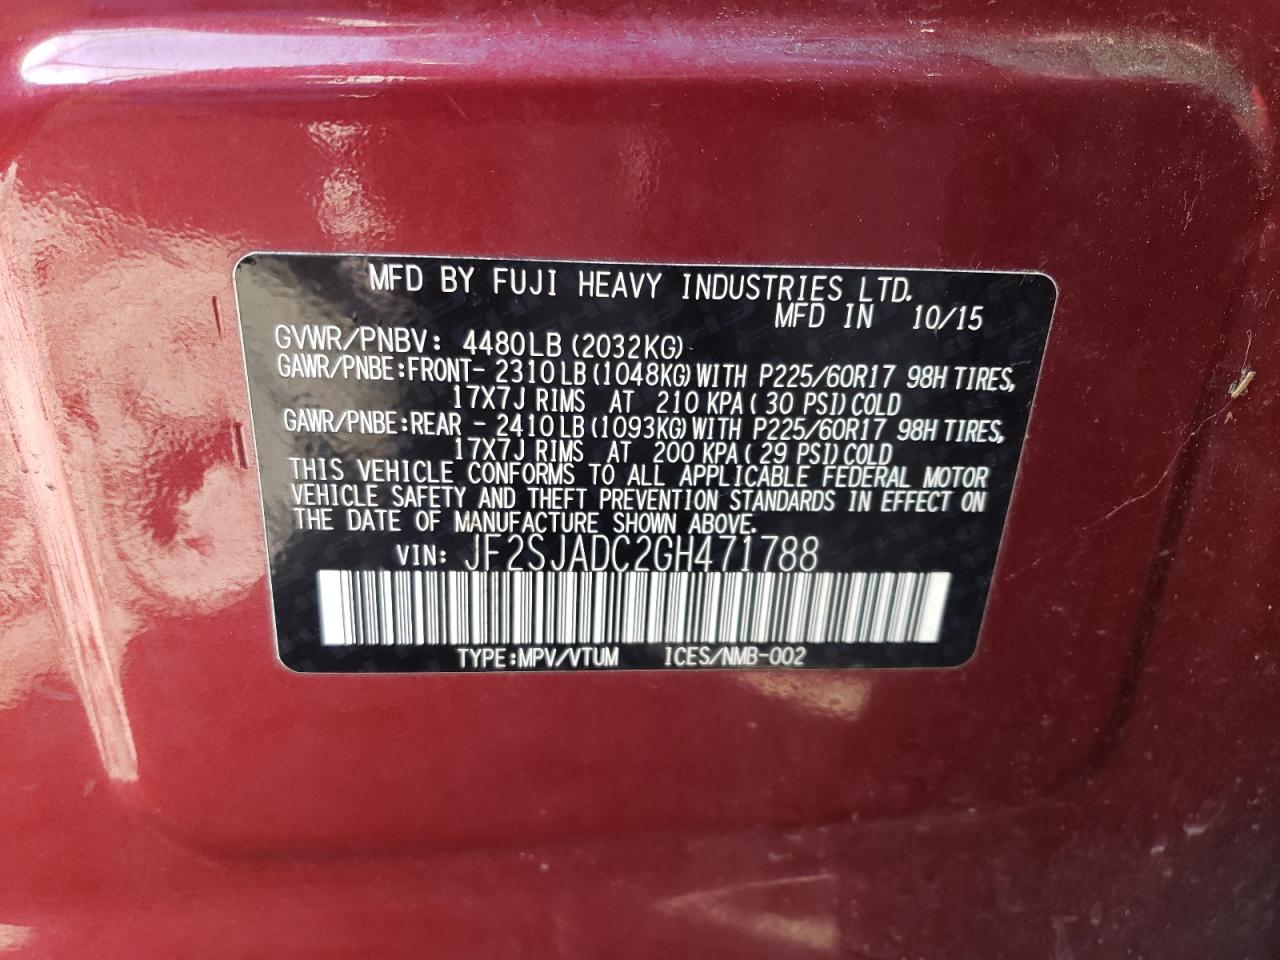 MFD BY FUJI HEAVY INDUSTRIES LTD.
MFD IN 10/15
GVWR/PNBV: 4480LB (2032KG)
GAWR/PNBE:FRONT- 2310LB (1048KG) WITH P225/60R17 98H TIRES,
17X7J RIMS AT 210 KPA (30 PSI) COLD
GAWR/PNBE:REAR - 2410LB (1093KG) WITH P225/60R17 98H TIRES,
17X7J RIMS AT 200 KPA (29 PSI) COLD
THIS VEHICLE CONFORMS TO ALL APPLICABLE FEDERAL MOTOR
VEHICLE SAFETY AND THEFT PREVENTION STANDARDS IN EFFECT ON
THE DATE OF MANUFACTURE SHOWN ABOVE.
VIN: JF2SJADC2GH471788
TYPE:MPV/VTUM ICES/NMB-002